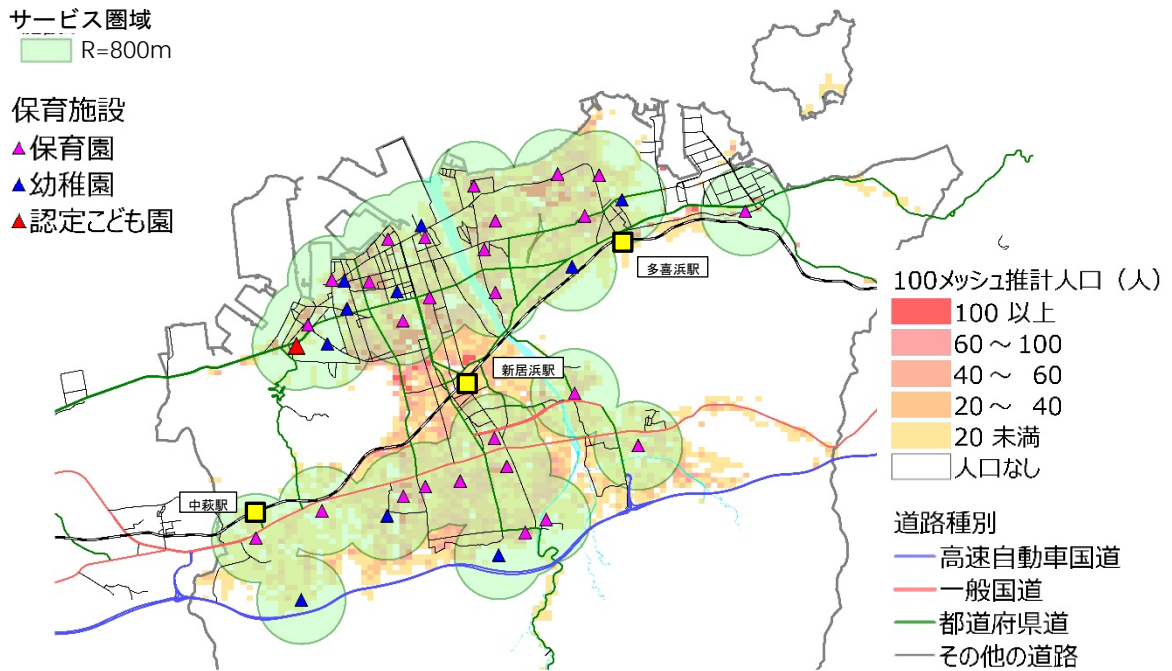 サービス圏域
R=800m
保育施設
保育園
幼稚園
認定こども園
多喜浜駅
新居浜駅
中萩駅
100メッシュ推計人口（人）
100 以上
60～100
40～ 60
20～ 40
20 未満
人口なし
道路種別
高速自動車国道
一般国道
都道府県道
その他の道路